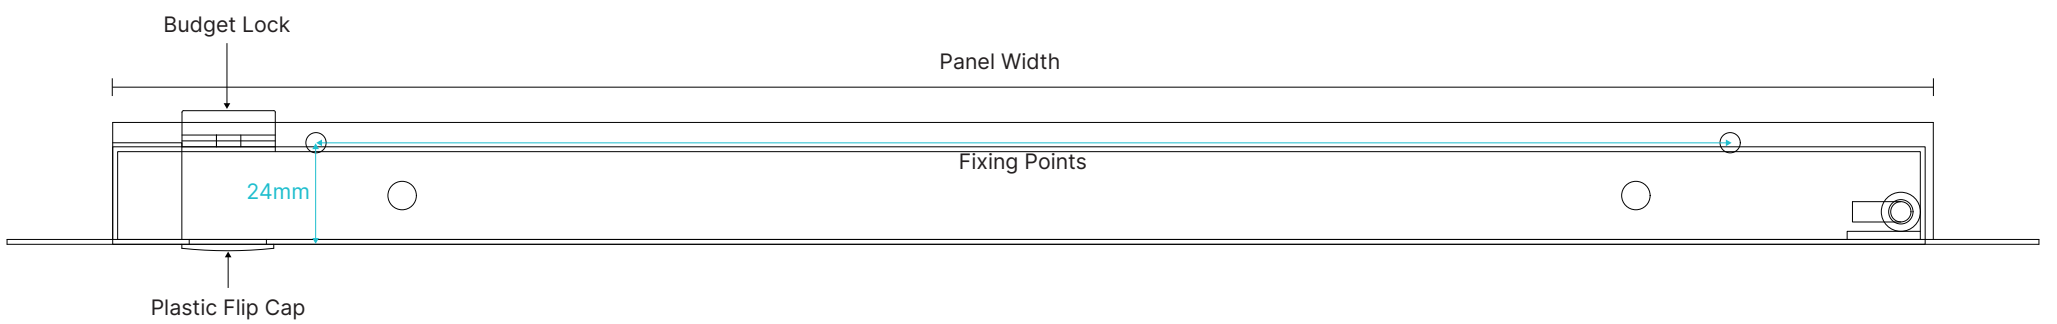 Budget Lock
Panel Width
Fixing Points
24mm
Plastic Flip Cap